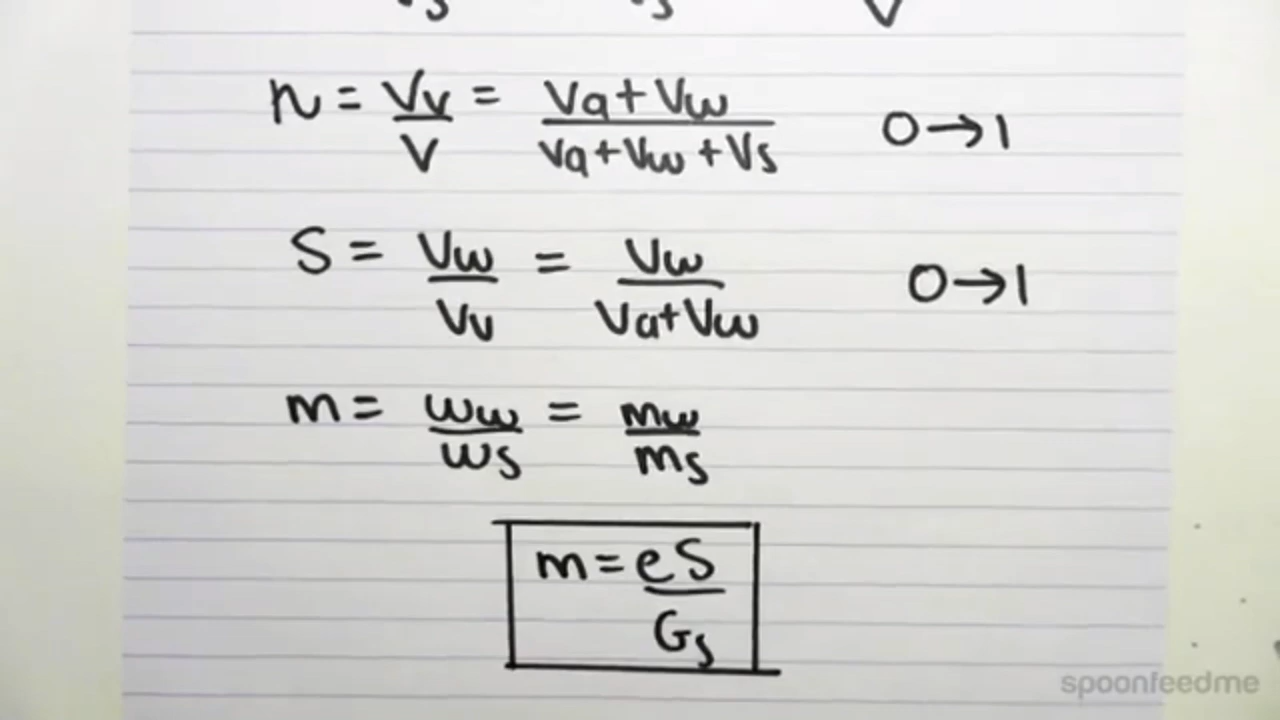 n = Vv/V = Va+Vw/Va+Vw+Vs 0→1
S = Vw/Vv = Vw/Va+Vw 0→1
m = ww/ws = mw/ms
m = eS/Gs
spoonfeedme